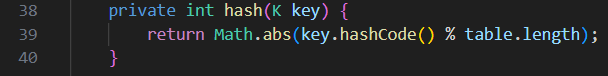 38 private int hash(K key) {
39 return Math.abs(key.hashCode() % table.length);
40 }